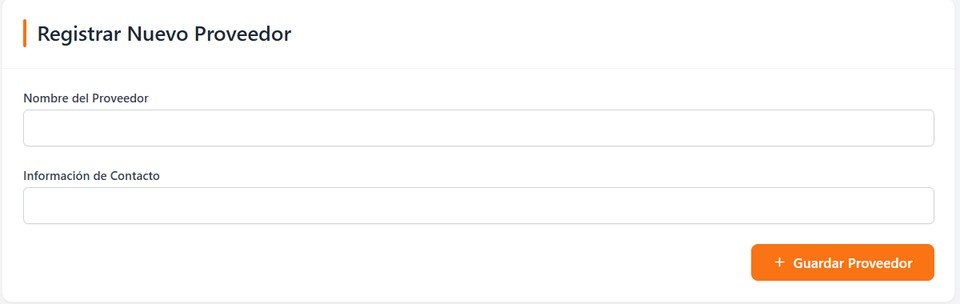 Registrar Nuevo Proveedor
Nombre del Proveedor
Información de Contacto
+ Guardar Proveedor